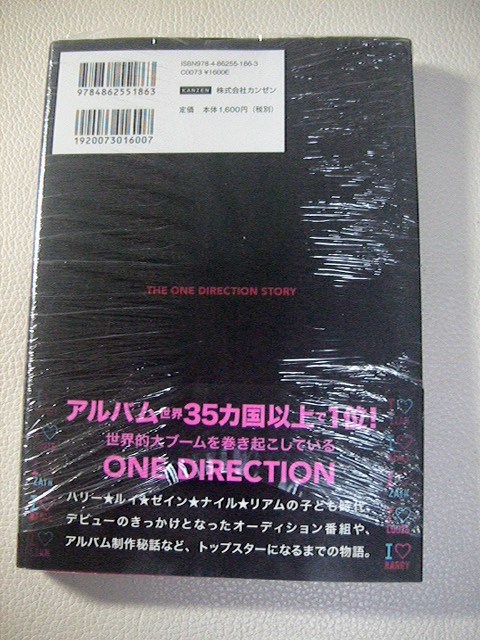 ISBN978-4-86255-186-3
C0073 ¥1600E
9784862551863
KANZEN 株式会社カンゼン
定価 本体1,600円(税別)
1920073016007
THE ONE DIRECTION STORY
アルバム世界35カ国以上で1位!
世界的大ブームを巻き起こしている
ONE DIRECTION
ハリー★ルイ★ゼイン★ナイル★リアムの子ども時代、
デビューのきっかけとなったオーディション番組や、
アルバム制作秘話など、トップスターになるまでの物語。
I♡
ZAYN
I♡
LIAM
I♡
I♡
ZAYN
I♡
LOUIS
I♡
HARRY